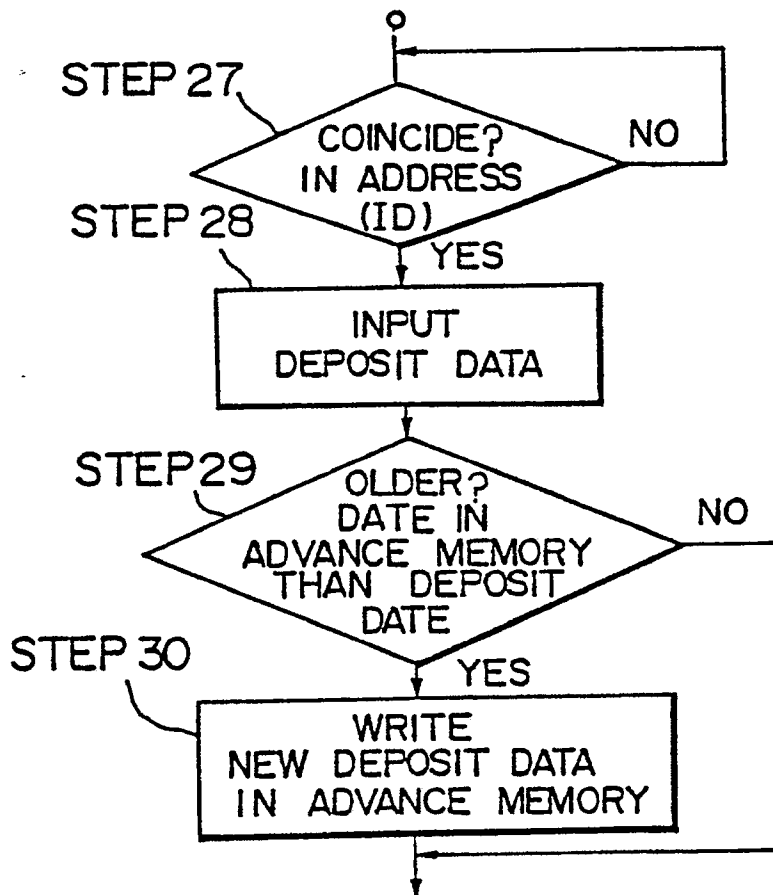 STEP 27
COINCIDE?
IN ADDRESS
(ID)
NO
YES
STEP 28
INPUT
DEPOSIT DATA
STEP 29
OLDER?
DATE IN
ADVANCE MEMORY
THAN DEPOSIT
DATE
NO
YES
STEP 30
WRITE
NEW DEPOSIT DATA
IN ADVANCE MEMORY